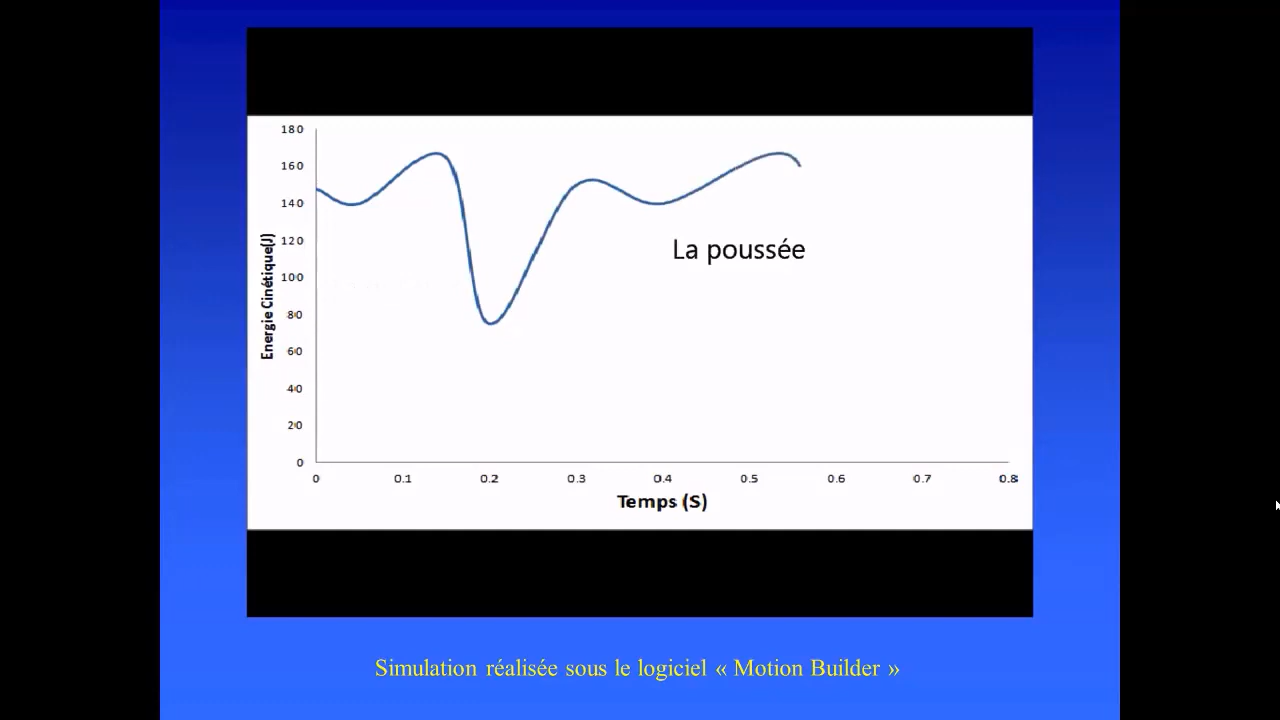 180
160
140
120
100
80
60
40
20
0
Energie Cinétique(J)
La poussée
0 0.1 0.2 0.3 0.4 0.5 0.6 0.7 0.8
Temps (S)
Simulation réalisée sous le logiciel « Motion Builder »